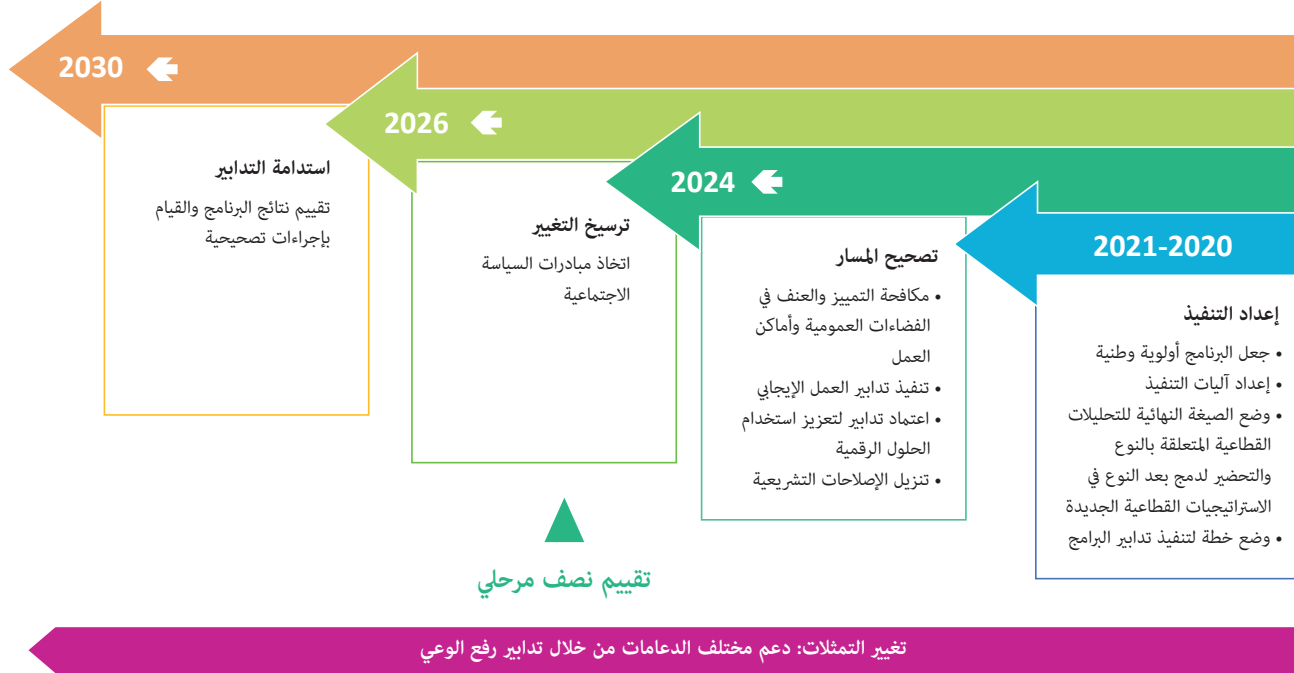 2021-2020
إعداد التنفيذ
• جعل البرنامج أولوية وطنية
• إعداد آليات التنفيذ
• وضع الصيغة النهائية للتحليلات
القطاعية المتعلقة بالنوع
والتحضير لدمج بعد النوع في
الاستراتيجيات القطاعية الجديدة
• وضع خطة لتنفيذ تدابير البرامج
2024
تصحيح المسار
• مكافحة التمييز والعنف في
الفضاءات العمومية وأماكن
العمل
• تنفيذ تدابير العمل الإيجابي
• اعتماد تدابير لتعزيز استخدام
الحلول الرقمية
• تنزيل الإصلاحات التشريعية
2026
ترسيخ التغيير
اتخاذ مبادرات السياسة
الاجتماعية
تقييم نصف مرحلي
2030
استدامة التدابير
تقييم نتائج البرنامج والقيام
بإجراءات تصحيحية
تغيير التمثلات: دعم مختلف الدعامات من خلال تدابير رفع الوعي